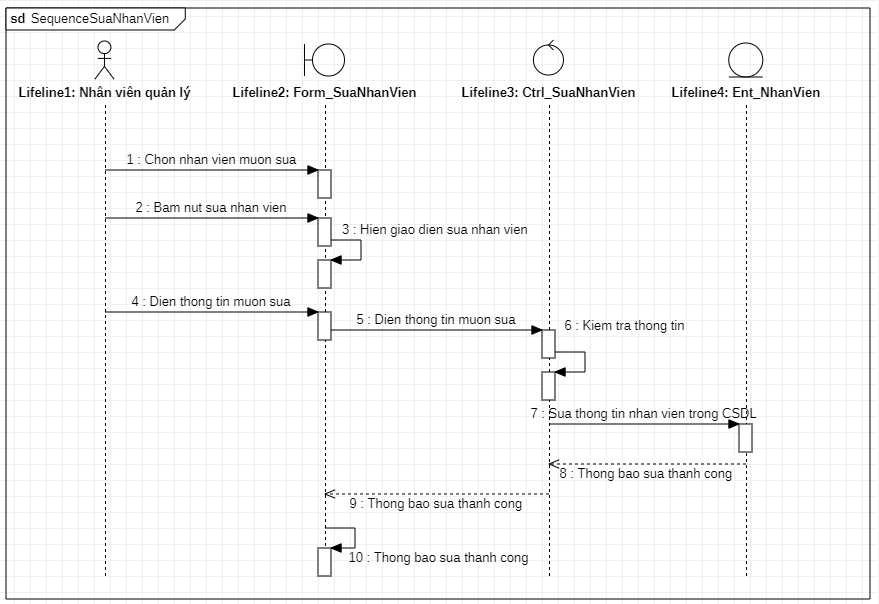 sd SequenceSuaNhanVien
Lifeline1: Nhân viên quản lý
Lifeline2: Form_SuaNhanVien
Lifeline3: Ctrl_SuaNhanVien
Lifeline4: Ent_NhanVien
1 : Chon nhan vien muon sua
2 : Bam nut sua nhan vien
3 : Hien giao dien sua nhan vien
4 : Dien thong tin muon sua
5 : Dien thong tin muon sua
6 : Kiem tra thong tin
7 : Sua thong tin nhan vien trong CSDL
8 : Thong bao sua thanh cong
9 : Thong bao sua thanh cong
10 : Thong bao sua thanh cong